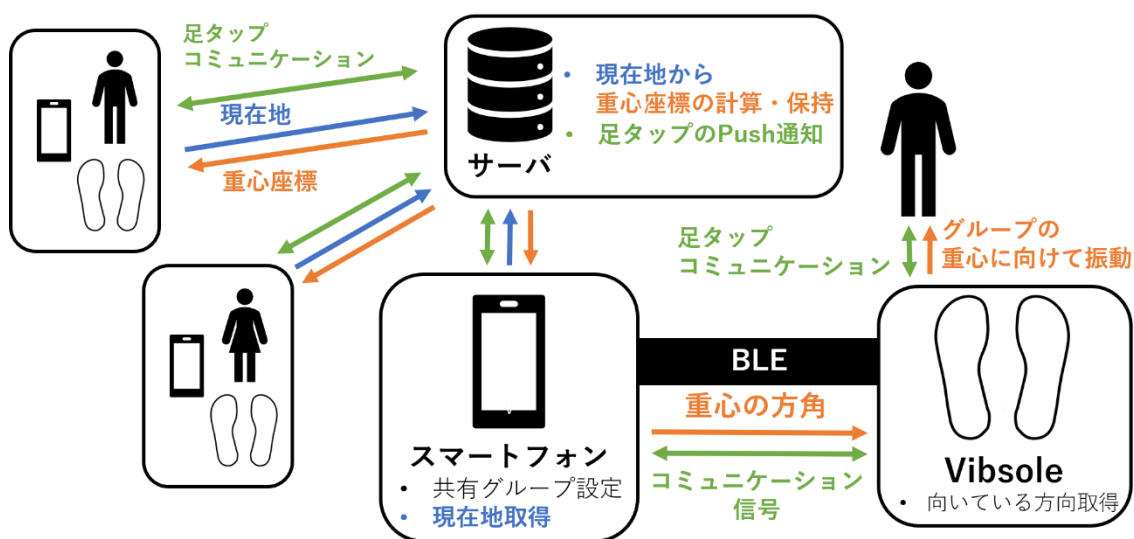 足タップ
コミュニケーション
現在地
重心座標
サーバ
• 現在地から
重心座標の計算・保持
• 足タップのPush通知
足タップ
コミュニケーション
グループの
重心に向けて振動
スマートフォン
• 共有グループ設定
• 現在地取得
BLE
重心の方角
コミュニケーション
信号
Vibsole
• 向いている方向取得